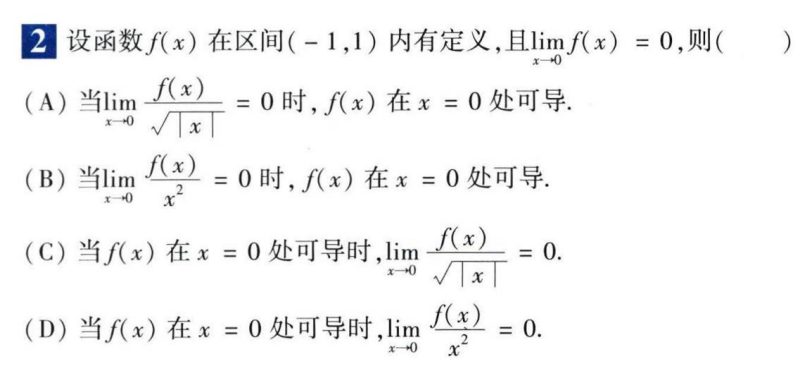 2 设函数 f(x) 在区间(-1,1) 内有定义,且 lim_{x→0} f(x) = 0,则(  )
(A) 当 lim_{x→0} f(x)/√|x| = 0 时, f(x) 在 x = 0 处可导.
(B) 当 lim_{x→0} f(x)/x² = 0 时, f(x) 在 x = 0 处可导.
(C) 当 f(x) 在 x = 0 处可导时, lim_{x→0} f(x)/√|x| = 0.
(D) 当 f(x) 在 x = 0 处可导时, lim_{x→0} f(x)/x² = 0.